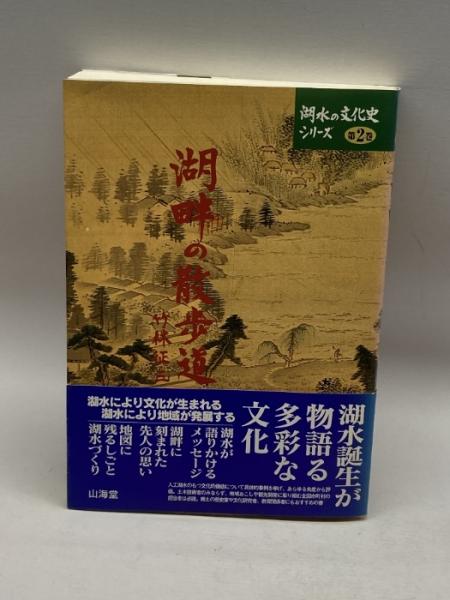 湖水の文化史
シリーズ
第2巻
湖畔の散歩道
竹林征三
湖水により文化が生まれる
湖水により地域が発展する
湖水誕生が
物語る
多彩な
文化
湖水が
語りかける
メッセージ
湖畔に
刻まれた
先人の思い
地図に
残るしごと
湖水づくり
山海堂